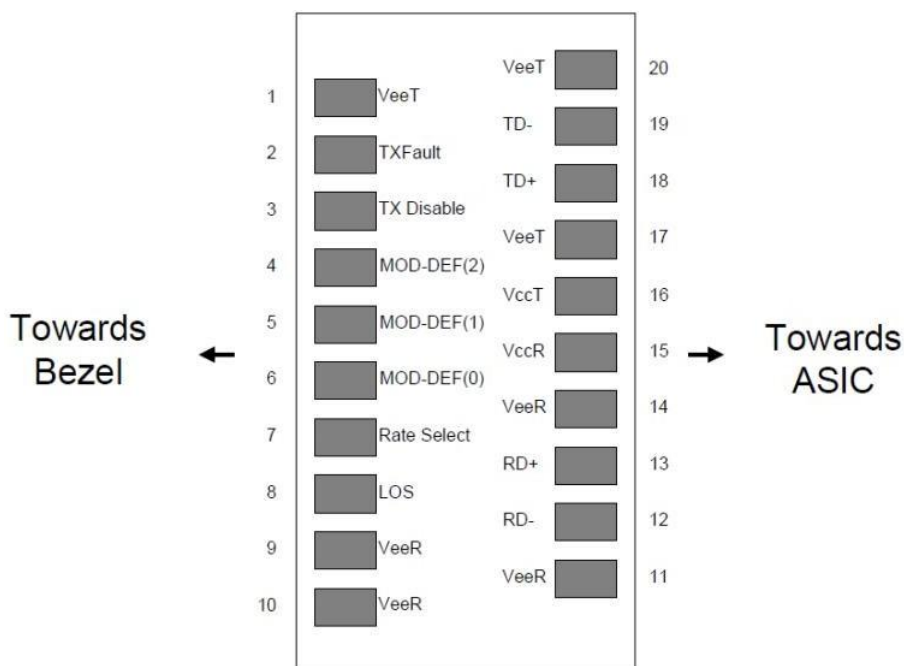 VeeT 20
1 VeeT
TD- 19
2 TXFault
TD+ 18
3 TX Disable
VeeT 17
4 MOD-DEF(2)
VccT 16
5 MOD-DEF(1)
Towards
Bezel
VccR 15
Towards
ASIC
6 MOD-DEF(0)
VeeR 14
7 Rate Select
RD+ 13
8 LOS
RD- 12
9 VeeR
VeeR 11
10 VeeR